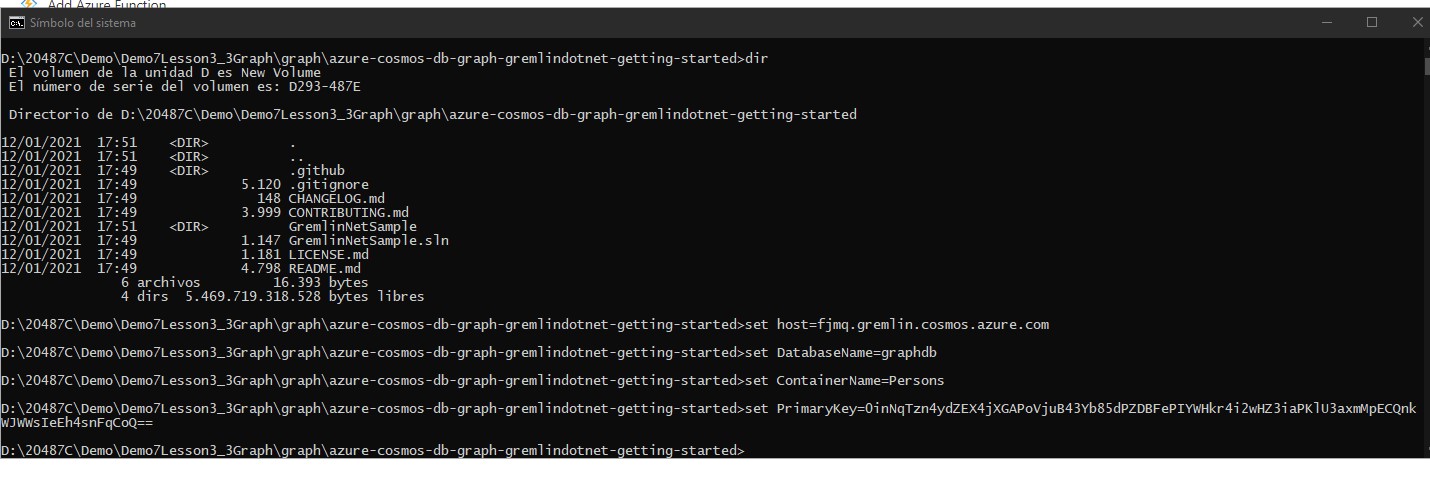 Add Azure Function
Símbolo del sistema
D:\20487C\Demo\Demo7Lesson3_3Graph\graph\azure-cosmos-db-graph-gremlindotnet-getting-started>dir
El volumen de la unidad D es New Volume
El número de serie del volumen es: D293-487E
Directorio de D:\20487C\Demo\Demo7Lesson3_3Graph\graph\azure-cosmos-db-graph-gremlindotnet-getting-started
12/01/2021  17:51    <DIR>          .
12/01/2021  17:51    <DIR>          ..
12/01/2021  17:49    <DIR>          .github
12/01/2021  17:49             5.120 .gitignore
12/01/2021  17:49               148 CHANGELOG.md
12/01/2021  17:49             3.999 CONTRIBUTING.md
12/01/2021  17:51    <DIR>          GremlinNetSample
12/01/2021  17:49             1.147 GremlinNetSample.sln
12/01/2021  17:49             1.181 LICENSE.md
12/01/2021  17:49             4.798 README.md
6 archivos         16.393 bytes
4 dirs  5.469.719.318.528 bytes libres
D:\20487C\Demo\Demo7Lesson3_3Graph\graph\azure-cosmos-db-graph-gremlindotnet-getting-started>set host=fjmq.gremlin.cosmos.azure.com
D:\20487C\Demo\Demo7Lesson3_3Graph\graph\azure-cosmos-db-graph-gremlindotnet-getting-started>set DatabaseName=graphdb
D:\20487C\Demo\Demo7Lesson3_3Graph\graph\azure-cosmos-db-graph-gremlindotnet-getting-started>set ContainerName=Persons
D:\20487C\Demo\Demo7Lesson3_3Graph\graph\azure-cosmos-db-graph-gremlindotnet-getting-started>set PrimaryKey=0inNqTzn4ydZEX4jXGAPoVjuB43Yb85dPZDBFePIYWHkr4i2wHZ3iaPKlU3axmMpECQnk
WJWWsIeEh4snFqCoQ==
D:\20487C\Demo\Demo7Lesson3_3Graph\graph\azure-cosmos-db-graph-gremlindotnet-getting-started>